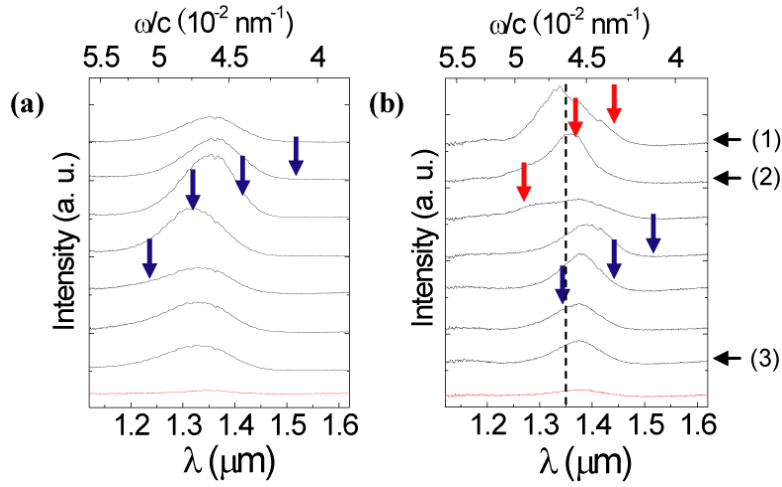 ω/c (10⁻² nm⁻¹)
5.5 5 4.5 4
(a)
Intensity (a. u.)
1.2 1.3 1.4 1.5 1.6
λ (μm)
ω/c (10⁻² nm⁻¹)
5.5 5 4.5 4
(b)
(1)
(2)
(3)
Intensity (a. u.)
1.2 1.3 1.4 1.5 1.6
λ (μm)